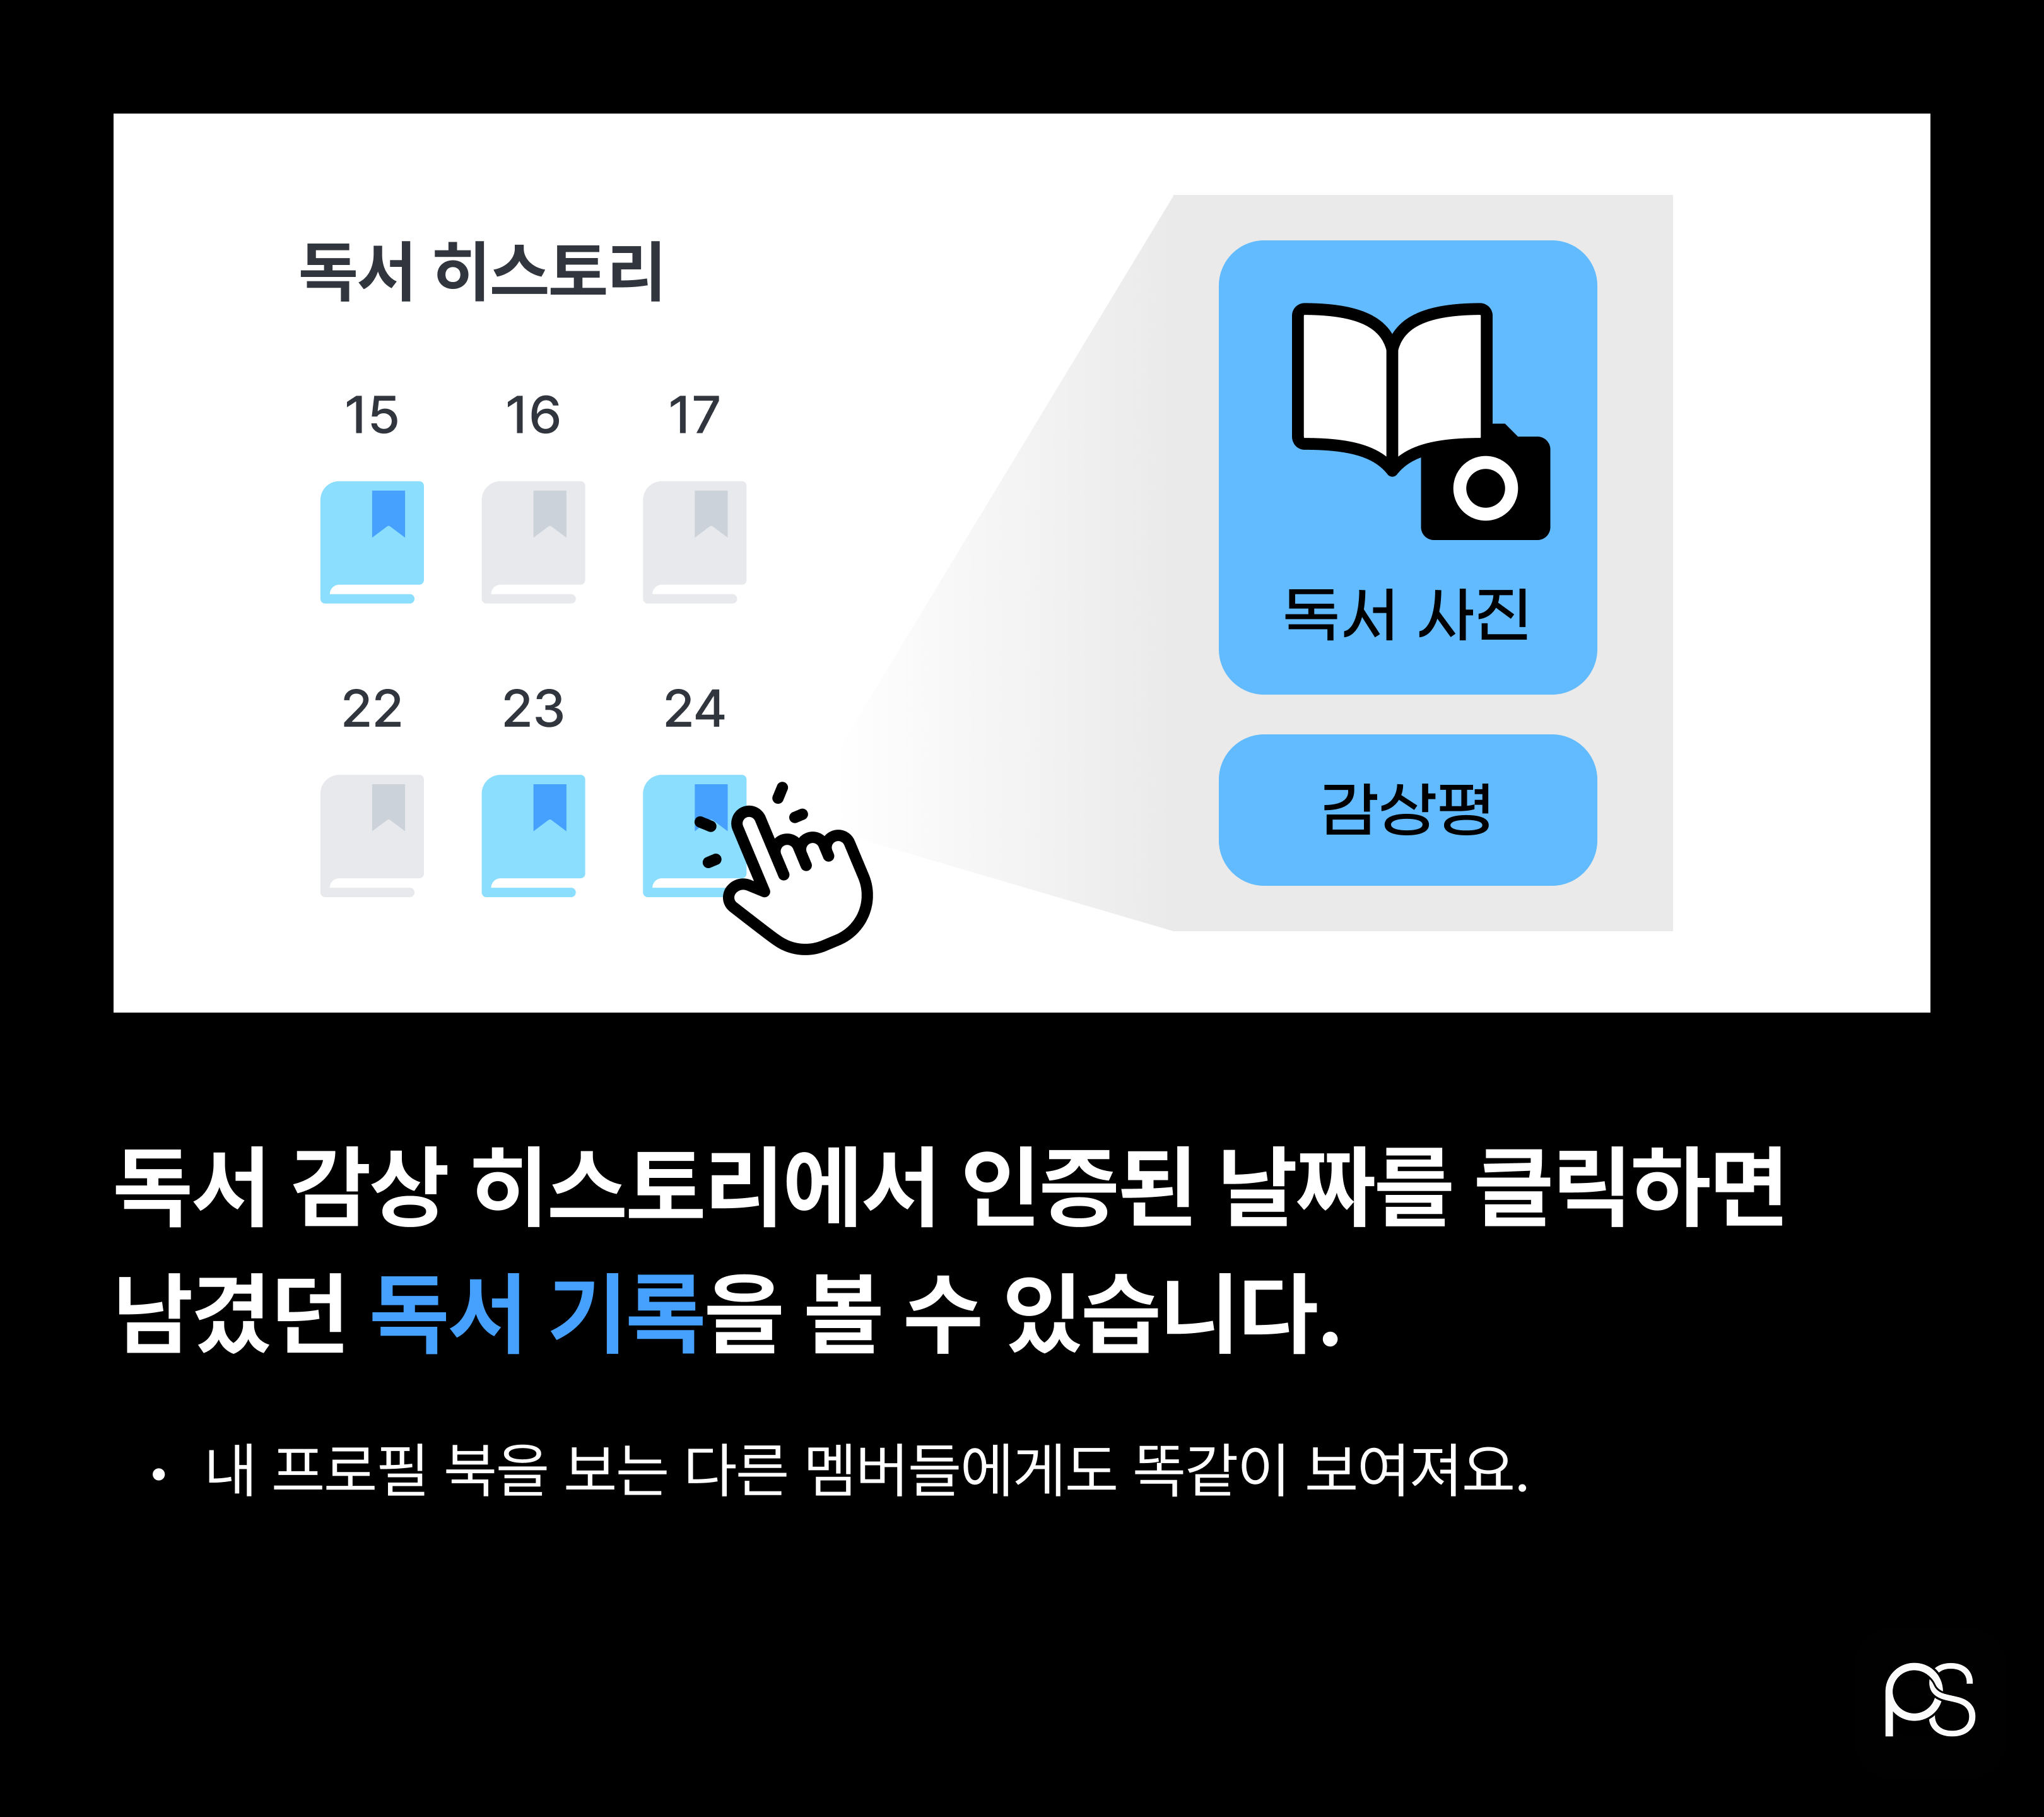 독서 히스토리
15 16 17
22 23 24
독서 사진
감상평
독서 감상 히스토리에서 인증된 날짜를 클릭하면
남겼던 독서 기록을 볼 수 있습니다.
• 내 프로필 북을 보는 다른 멤버들에게도 똑같이 보여져요.
PS